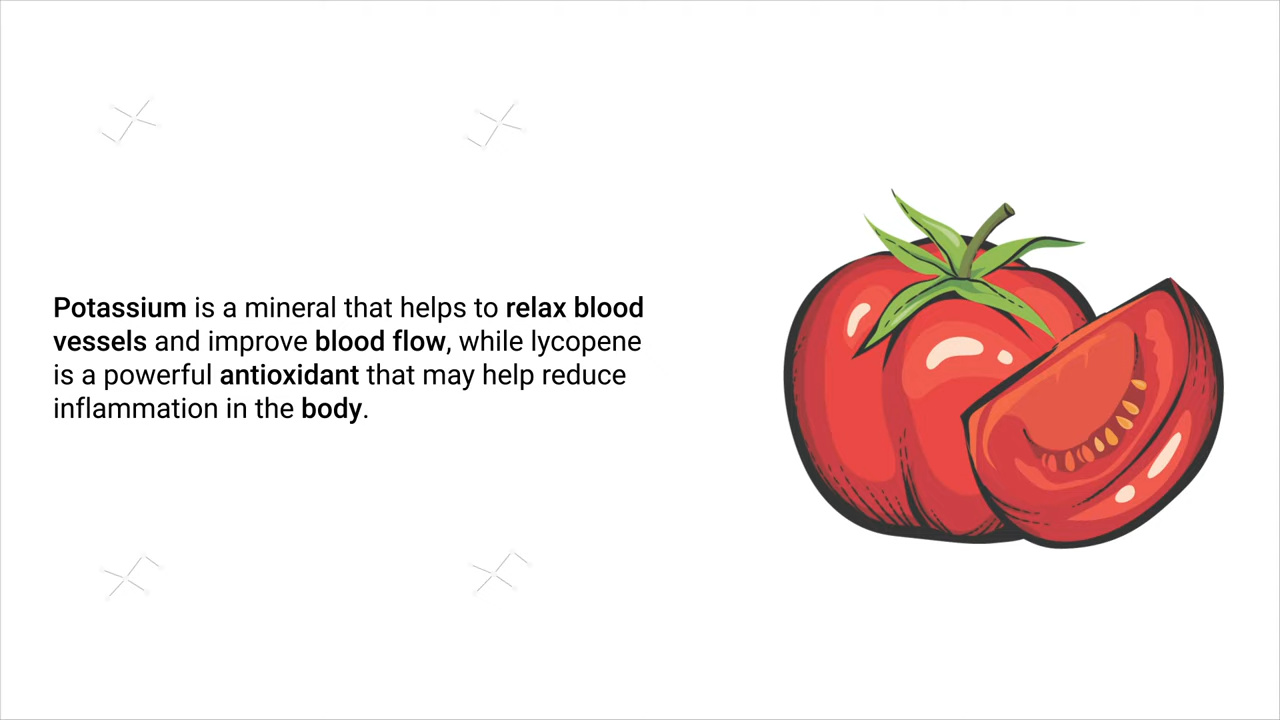 Potassium is a mineral that helps to relax blood
vessels and improve blood flow, while lycopene
is a powerful antioxidant that may help reduce
inflammation in the body.